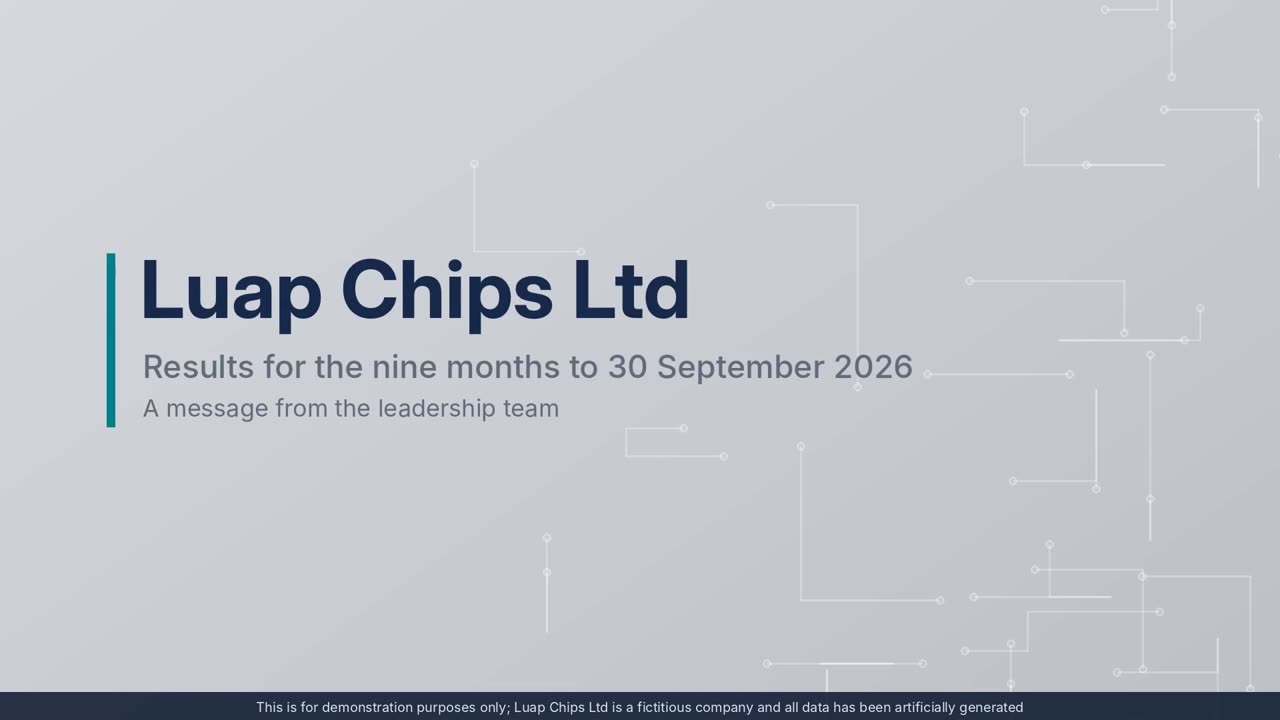 Luap Chips Ltd
Results for the nine months to 30 September 2026
A message from the leadership team
This is for demonstration purposes only; Luap Chips Ltd is a fictitious company and all data has been artificially generated